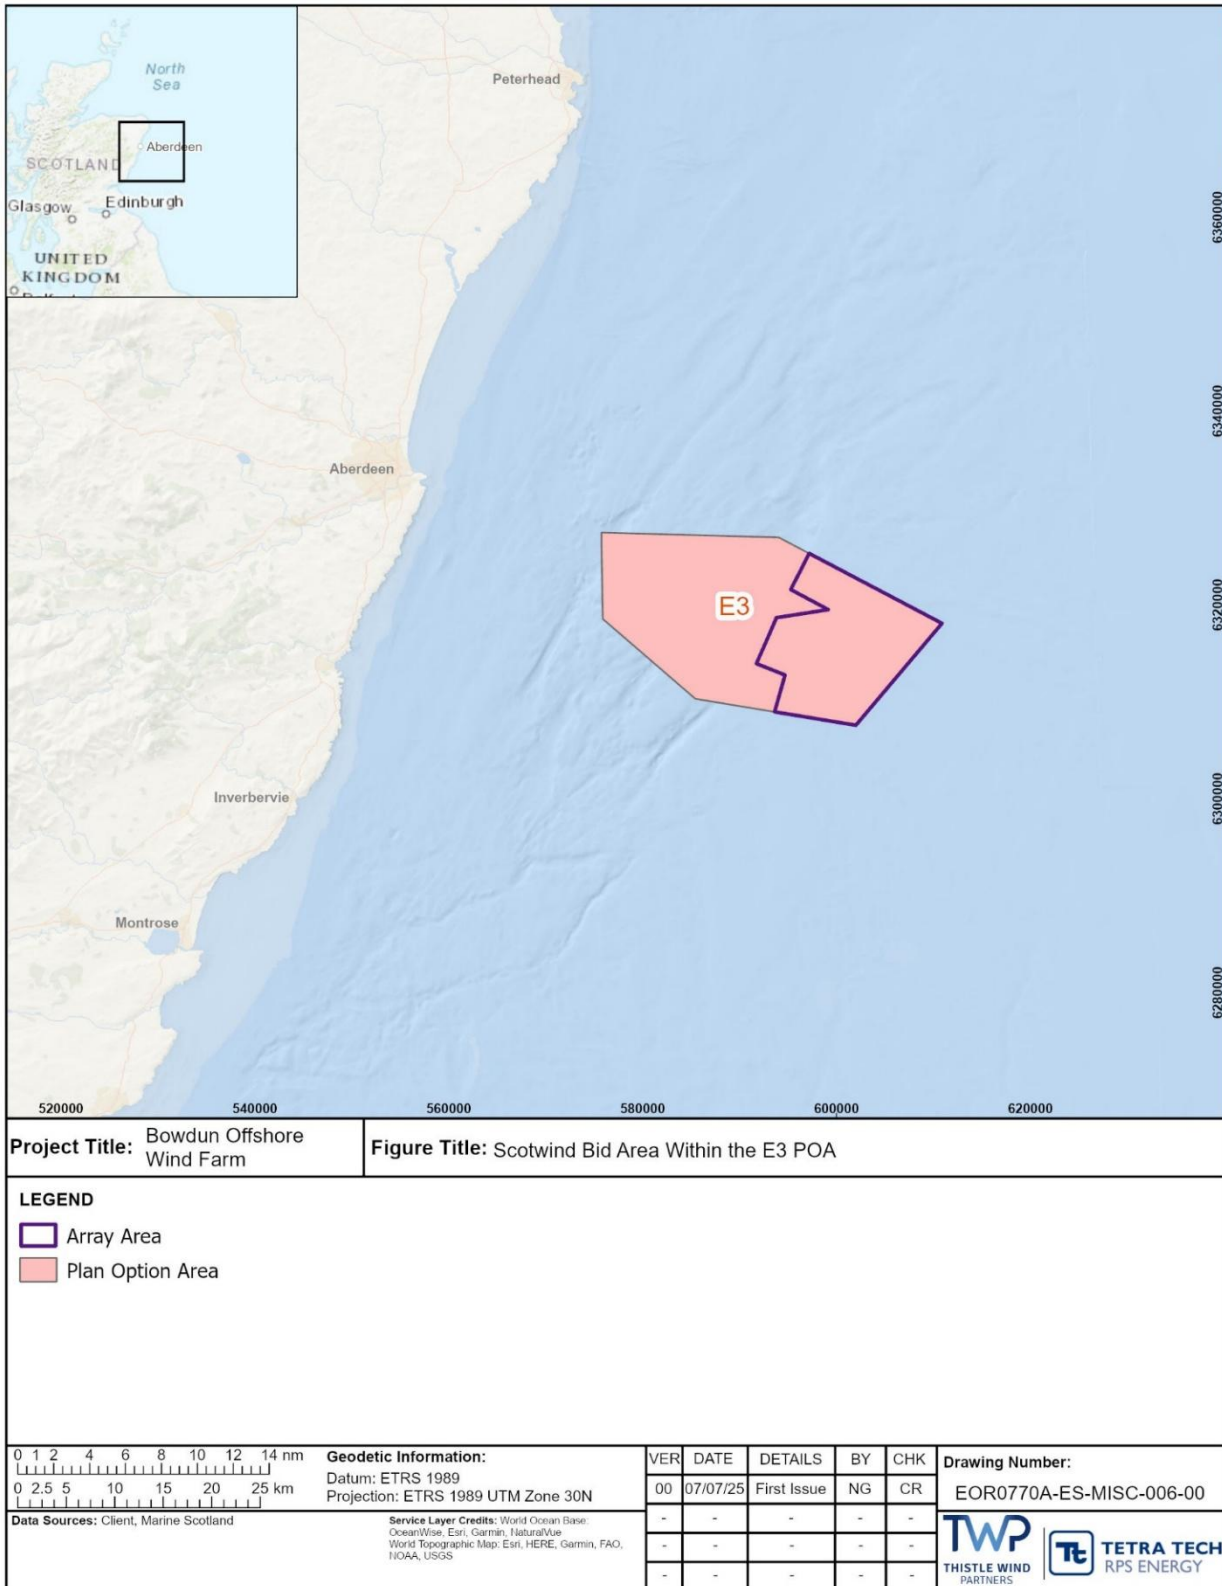 North
Sea
Aberdeen
SCOTLAND
Glasgow
Edinburgh
UNITED
KINGDOM
Peterhead
Aberdeen
E3
Inverbervie
Montrose
6360000
6340000
6320000
6300000
6280000
520000 540000 560000 580000 600000 620000
Project Title: Bowdun Offshore
Wind Farm
Figure Title: Scotwind Bid Area Within the E3 POA
LEGEND
Array Area
Plan Option Area
0 1 2 4 6 8 10 12 14 nm
0 2.5 5 10 15 20 25 km
Geodetic Information:
Datum: ETRS 1989
Projection: ETRS 1989 UTM Zone 30N
Data Sources: Client, Marine Scotland
Service Layer Credits: World Ocean Base:
OceanWise, Esri, Garmin, NaturalVue
World Topographic Map: Esri, HERE, Garmin, FAO,
NOAA, USGS
VER DATE DETAILS BY CHK
00 07/07/25 First Issue NG CR
- - - - -
- - - - -
- - - - -
Drawing Number:
EOR0770A-ES-MISC-006-00
TWP
THISTLE WIND
PARTNERS
Tt
TETRA TECH
RPS ENERGY